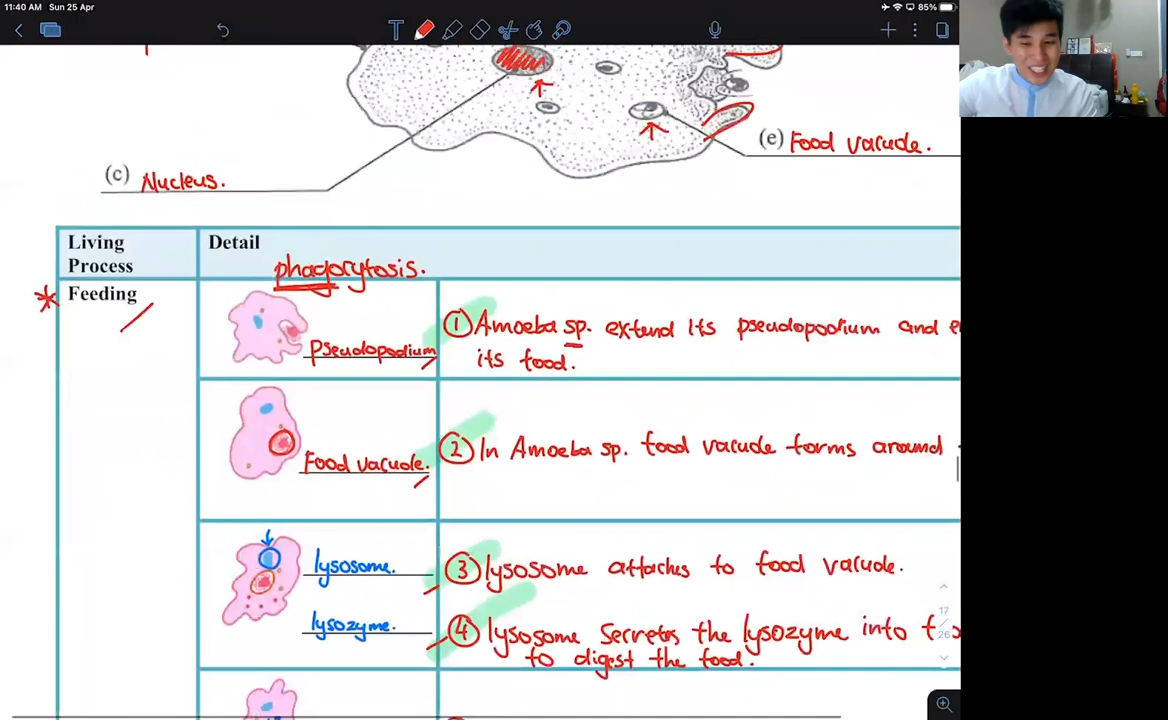 11:40 AM Sun 25 Apr
85%
(e) Food vacuole.
(c) Nucleus.
Living Process
Detail
phagocytosis.
* Feeding
Pseudopodium
① Amoeba sp. extend its pseudopodium and
its food.
Food vacuole.
② In Amoeba sp. food vacuole forms around
lysosome.
③ lysosome attaches to food vacuole.
lysozyme.
④ lysosome secretes the lysozyme into
to digest the food.
17
26